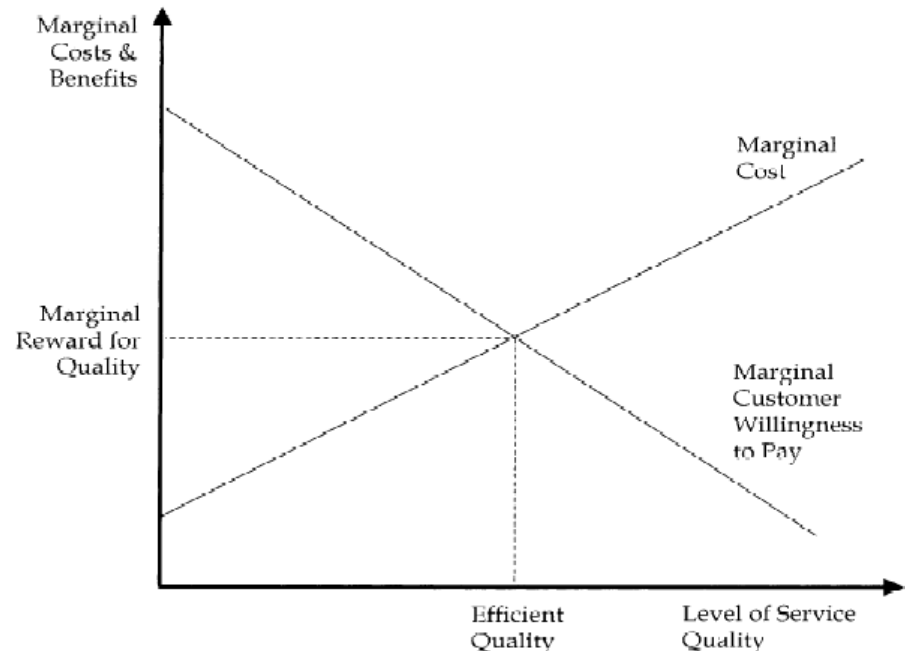 Marginal
Costs &
Benefits
Marginal
Cost
Marginal
Reward for
Quality
Marginal
Customer
Willingness
to Pay
Efficient
Quality
Level of Service
Quality